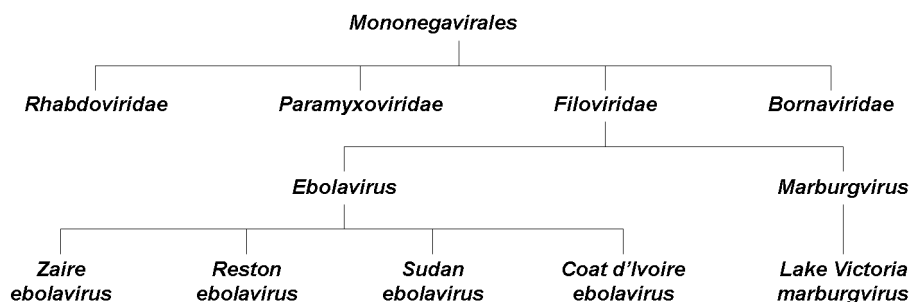 Mononegavirales
Rhabdoviridae
Paramyxoviridae
Filoviridae
Bornaviridae
Ebolavirus
Marburgvirus
Zaire
ebolavirus
Reston
ebolavirus
Sudan
ebolavirus
Coat d'Ivoire
ebolavirus
Lake Victoria
marburgvirus